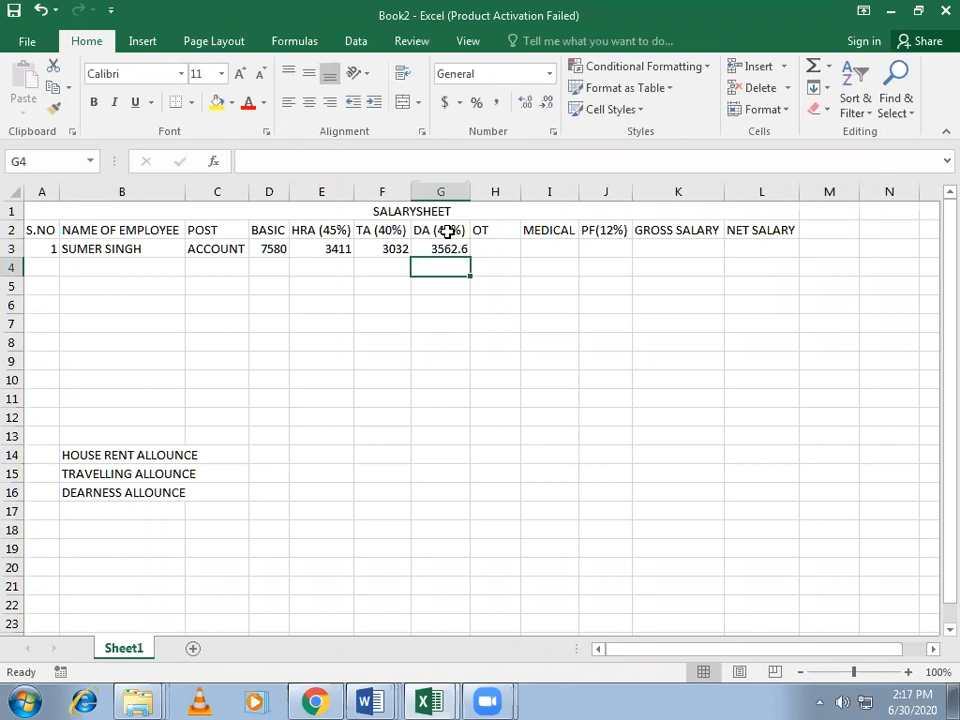 Book2 - Excel (Product Activation Failed)
File Home Insert Page Layout Formulas Data Review View Tell me what you want to do... Sign in Share
Paste
Calibri 11
B I U
General
$ % ,
Conditional Formatting
Format as Table
Cell Styles
Insert
Delete
Format
Sort & Filter
Find & Select
Clipboard Font Alignment Number Styles Cells Editing
G4 fx
A B C D E F G H I J K L M N
1 SALARYSHEET
2 S.NO NAME OF EMPLOYEE POST BASIC HRA (45%) TA (40%) DA OT MEDICAL PF(12%) GROSS SALARY NET SALARY
3 1 SUMER SINGH ACCOUNT 7580 3411 3032 3562.6
4
5
6
7
8
9
10
11
12
13
14 HOUSE RENT ALLOUNCE
15 TRAVELLING ALLOUNCE
16 DEARNESS ALLOUNCE
17
18
19
20
21
22
23
Sheet1
Ready 100%
2:17 PM
6/30/2020